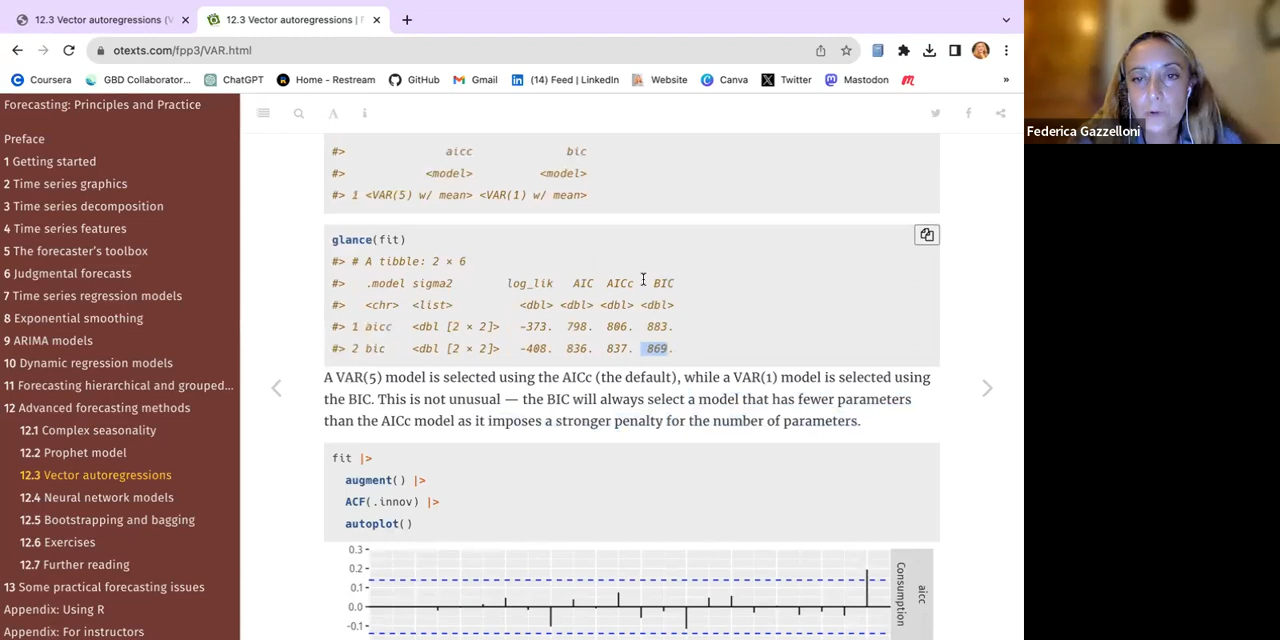 12.3 Vector autoregressions (V
12.3 Vector autoregressions | F
otexts.com/fpp3/VAR.html
Coursera
GBD Collaborator...
ChatGPT
Home - Restream
GitHub
Gmail
(14) Feed | LinkedIn
Website
Canva
Twitter
Mastodon
»
Forecasting: Principles and Practice
Preface
1 Getting started
2 Time series graphics
3 Time series decomposition
4 Time series features
5 The forecaster's toolbox
6 Judgmental forecasts
7 Time series regression models
8 Exponential smoothing
9 ARIMA models
10 Dynamic regression models
11 Forecasting hierarchical and grouped...
12 Advanced forecasting methods
12.1 Complex seasonality
12.2 Prophet model
12.3 Vector autoregressions
12.4 Neural network models
12.5 Bootstrapping and bagging
12.6 Exercises
12.7 Further reading
13 Some practical forecasting issues
Appendix: Using R
Appendix: For instructors
#> aicc bic
#> <model> <model>
#> 1 <VAR(5) w/ mean> <VAR(1) w/ mean>
glance(fit)
#> # A tibble: 2 × 6
#> .model sigma2 log_lik AIC AICc BIC
#> <chr> <list> <dbl> <dbl> <dbl> <dbl>
#> 1 aicc <dbl [2 × 2]> -373. 798. 806. 883.
#> 2 bic <dbl [2 × 2]> -408. 836. 837. 869.
A VAR(5) model is selected using the AICc (the default), while a VAR(1) model is selected using
the BIC. This is not unusual — the BIC will always select a model that has fewer parameters
than the AICc model as it imposes a stronger penalty for the number of parameters.
fit |>
augment() |>
ACF(.innov) |>
autoplot()
0.3
0.2
0.1
0.0
-0.1
Consumption
aicc
Federica Gazzelloni